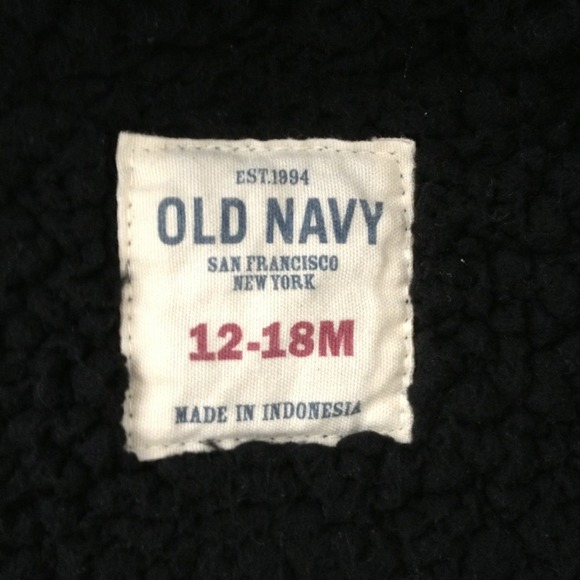 EST.1994
OLD NAVY
SAN FRANCISCO
NEW YORK
12-18M
MADE IN INDONESIA